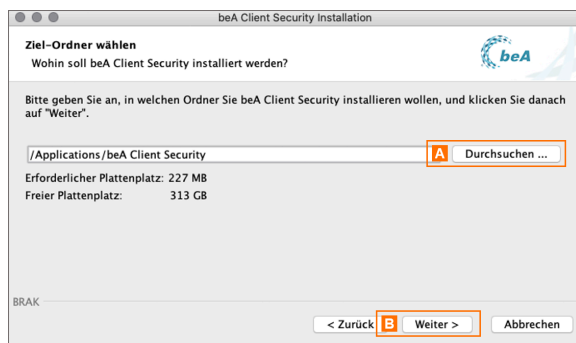 beA Client Security Installation
Ziel-Ordner wählen
Wohin soll beA Client Security installiert werden?
beA
Bitte geben Sie an, in welchen Ordner Sie beA Client Security installieren wollen, und klicken Sie danach
auf "Weiter".
/Applications/beA Client Security
A Durchsuchen ...
Erforderlicher Plattenplatz: 227 MB
Freier Plattenplatz: 313 GB
BRAK
< Zurück B Weiter > Abbrechen